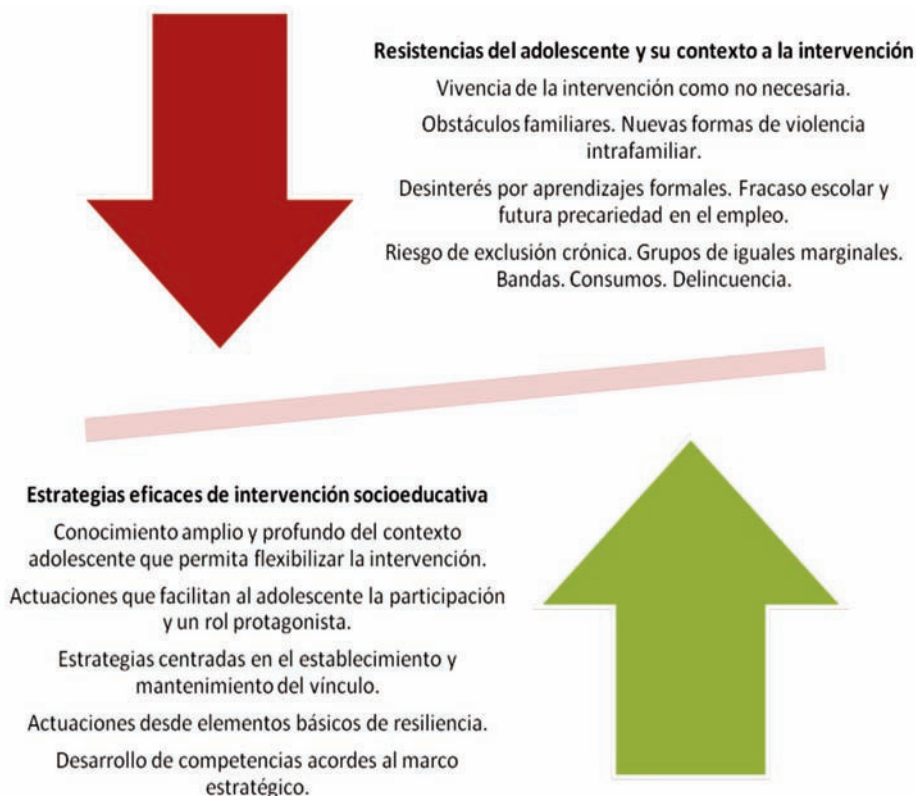 Resistencias del adolescente y su contexto a la intervención
Vivencia de la intervención como no necesaria.
Obstáculos familiares. Nuevas formas de violencia
intrafamiliar.
Desinterés por aprendizajes formales. Fracaso escolar y
futura precariedad en el empleo.
Riesgo de exclusión crónica. Grupos de iguales marginales.
Bandas. Consumos. Delincuencia.
Estrategias eficaces de intervención socioeducativa
Conocimiento amplio y profundo del contexto
adolescente que permita flexibilizar la intervención.
Actuaciones que facilitan al adolescente la participación
y un rol protagonista.
Estrategias centradas en el establecimiento y
mantenimiento del vínculo.
Actuaciones desde elementos básicos de resiliencia.
Desarrollo de competencias acordes al marco
estratégico.